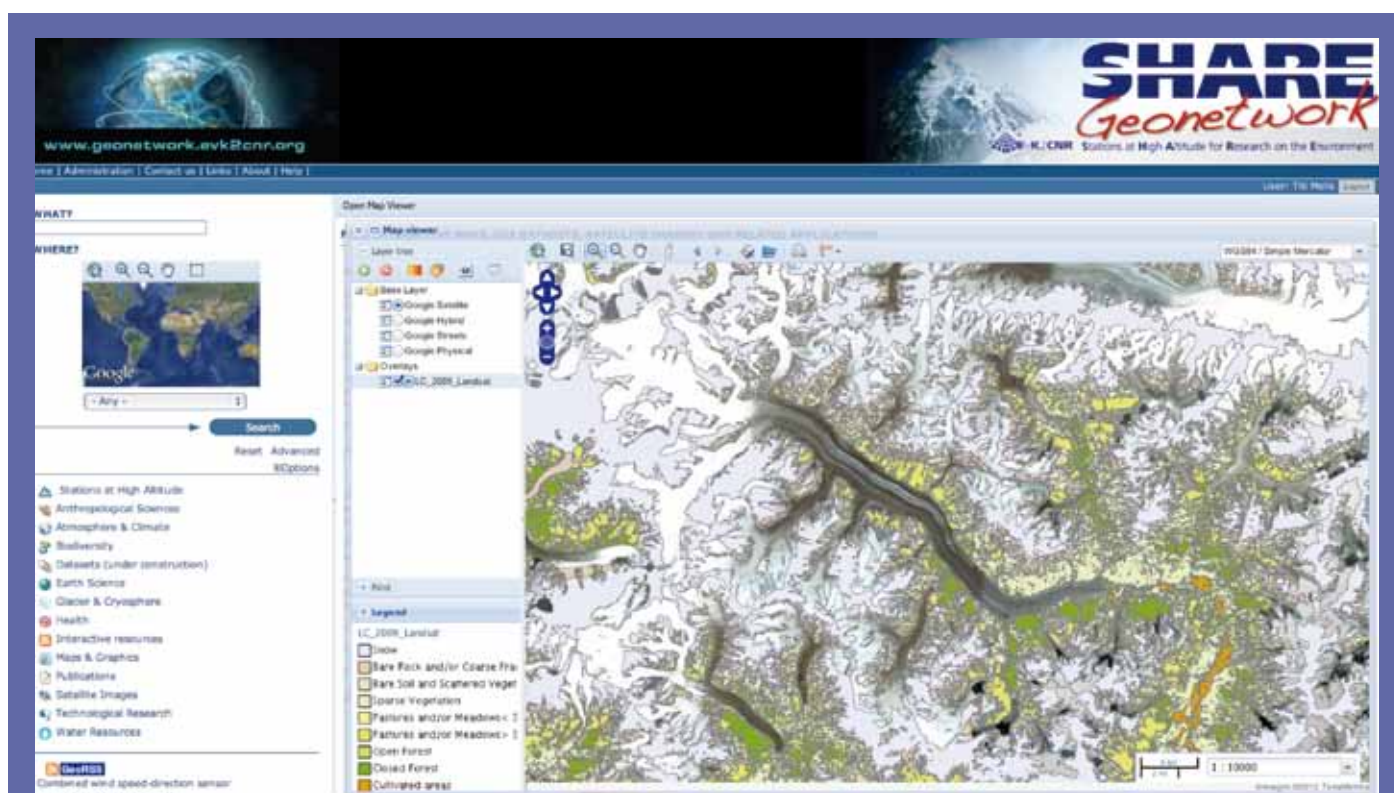 SHARE
Geonetwork
www.geonetwork.evk2cnr.org
Stations at High Altitude for Research on the Environment
Administration | Contact us | Links | About | Help |
User:
Open Map Viewer
WHAT?
WHERE?
Google
- Any -
Search
Reset Advanced
Options
Stations at High Altitude
Anthropological Sciences
Atmosphere & Climate
Biodiversity
Datasets (under construction)
Earth Science
Glacier & Cryosphere
Health
Interactive resources
Maps & Graphics
Publications
Satellite Images
Technological Research
Water Resources
GeoRSS
Combined wind speed-direction sensor
Map viewer
Layer tree
WGS84 / Simple Mercator
Base Layer
Google Satellite
Google Hybrid
Google Streets
Google Physical
Overlays
LC_2009_Landsat
Print
Legend
LC_2009_Landsat
Snow
Bare Rock and/or Coarse Fra
Bare Soil and Scattered Veget
Sparse Vegetation
Pastures and/or Meadows<
Pastures and/or Meadows>
Open Forest
Closed Forest
Cultivated areas
1 : 10000